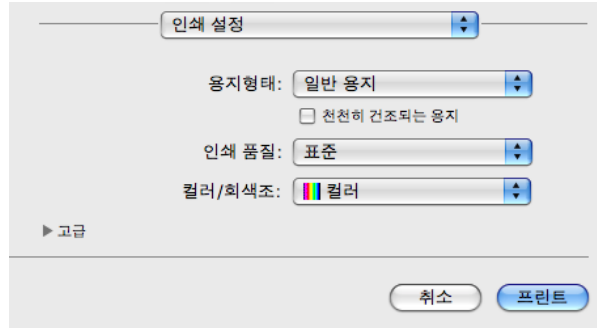 인쇄 설정
용지형태: 일반 용지
천천히 건조되는 용지
인쇄 품질: 표준
컬러/회색조: 컬러
고급
취소 프린트